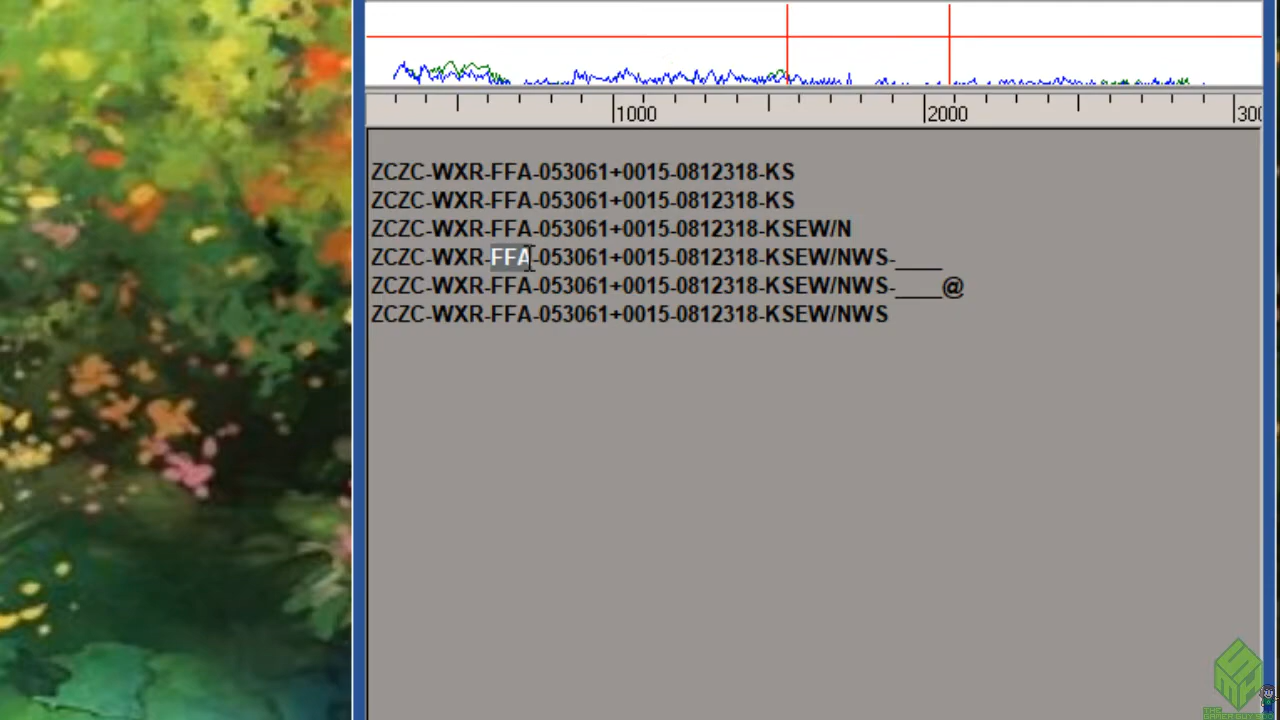 1000
2000
300
ZCZC-WXR-FFA-053061+0015-0812318-KS
ZCZC-WXR-FFA-053061+0015-0812318-KS
ZCZC-WXR-FFA-053061+0015-0812318-KSEW/N
ZCZC-WXR-FFA-053061+0015-0812318-KSEW/NWS-____
ZCZC-WXR-FFA-053061+0015-0812318-KSEW/NWS-____@
ZCZC-WXR-FFA-053061+0015-0812318-KSEW/NWS